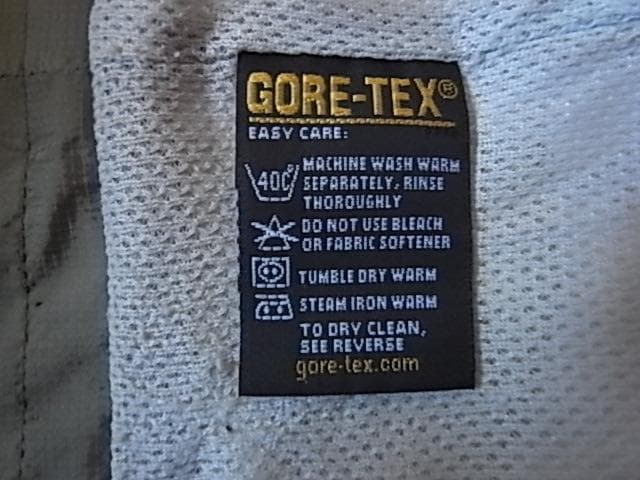 GORE-TEX®
EASY CARE:
40C MACHINE WASH WARM
SEPARATELY, RINSE
THOROUGHLY
DO NOT USE BLEACH
OR FABRIC SOFTENER
TUMBLE DRY WARM
STEAM IRON WARM
TO DRY CLEAN,
SEE REVERSE
gore-tex.com